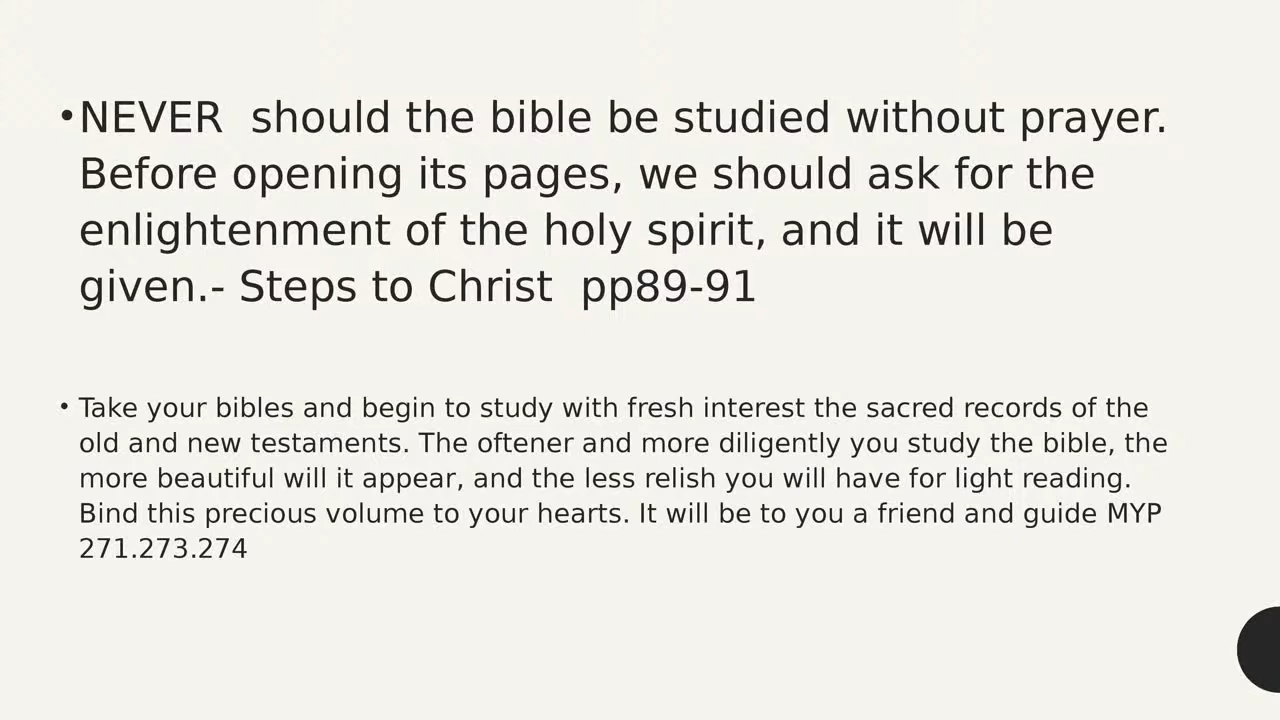 •NEVER  should the bible be studied without prayer.
Before opening its pages, we should ask for the
enlightenment of the holy spirit, and it will be
given.- Steps to Christ  pp89-91
• Take your bibles and begin to study with fresh interest the sacred records of the
old and new testaments. The oftener and more diligently you study the bible, the
more beautiful will it appear, and the less relish you will have for light reading.
Bind this precious volume to your hearts. It will be to you a friend and guide MYP
271.273.274